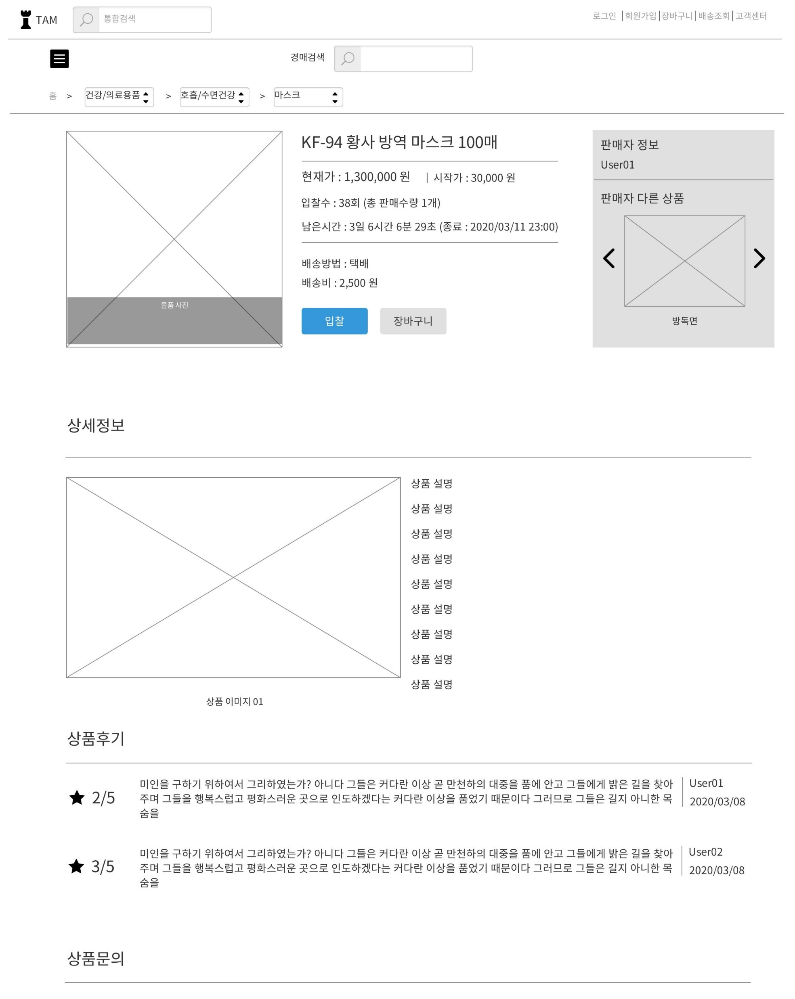 TAM
통합검색
로그인 | 회원가입 | 장바구니 | 배송조회 | 고객센터
경매검색
홈 > 건강/의료용품 > 호흡/수면건강 > 마스크
물품 사진
KF-94 황사 방역 마스크 100매
현재가 : 1,300,000 원 | 시작가 : 30,000 원
입찰수 : 38회 (총 판매수량 1개)
남은시간 : 3일 6시간 6분 29초 (종료 : 2020/03/11 23:00)
배송방법 : 택배
배송비 : 2,500 원
입찰
장바구니
판매자 정보
User01
판매자 다른 상품
방독면
상세정보
상품 설명
상품 설명
상품 설명
상품 설명
상품 설명
상품 설명
상품 설명
상품 설명
상품 설명
상품 이미지 01
상품후기
2/5
미인을 구하기 위하여서 그리하였는가? 아니다 그들은 커다란 이상 곧 만천하의 대중을 품에 안고 그들에게 밝은 길을 찾아
주며 그들을 행복스럽고 평화스러운 곳으로 인도하겠다는 커다란 이상을 품었기 때문이다 그러므로 그들은 길지 아니한 목
숨을
User01
2020/03/08
3/5
미인을 구하기 위하여서 그리하였는가? 아니다 그들은 커다란 이상 곧 만천하의 대중을 품에 안고 그들에게 밝은 길을 찾아
주며 그들을 행복스럽고 평화스러운 곳으로 인도하겠다는 커다란 이상을 품었기 때문이다 그러므로 그들은 길지 아니한 목
숨을
User02
2020/03/08
상품문의